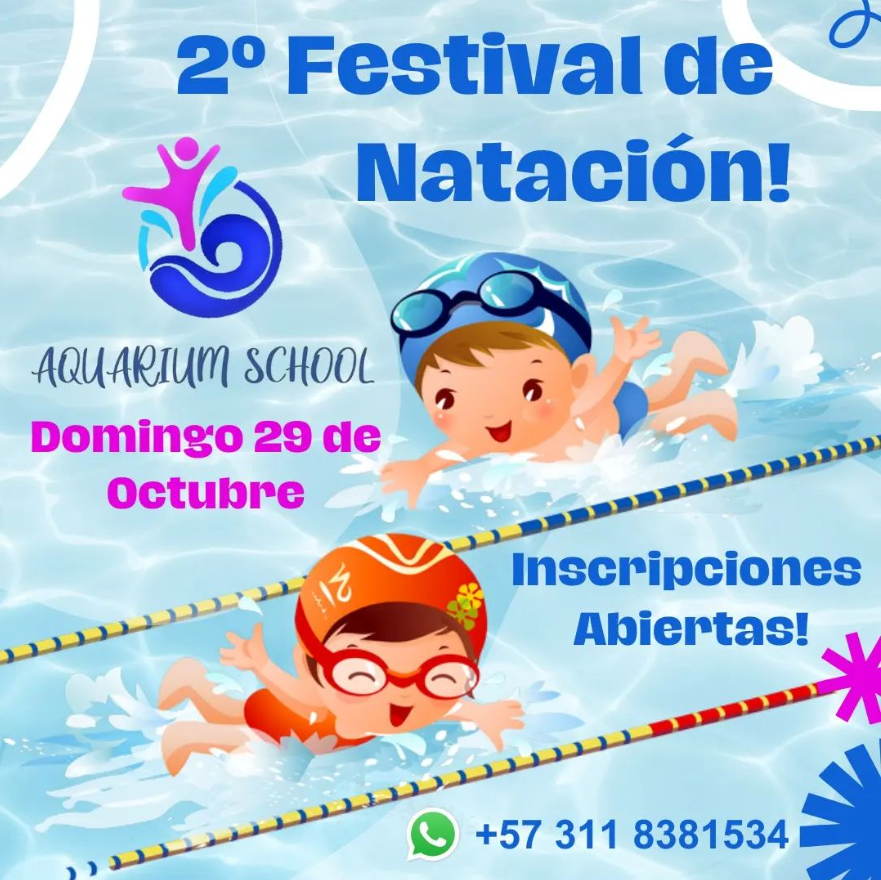 2º Festival de
Natación!
AQUARIUM SCHOOL
Domingo 29 de
Octubre
Inscripciones
Abiertas!
+57 311 8381534